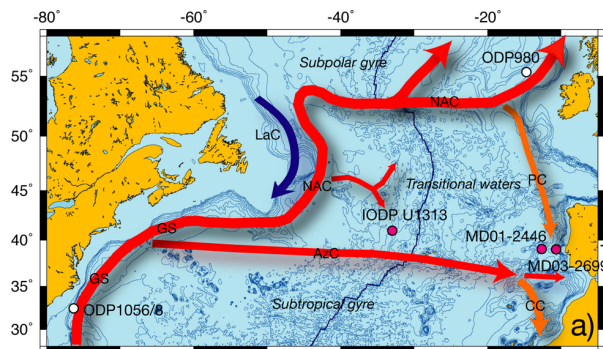 -80° -60° -40° -20°
Subpolar gyre
ODP980
55°
NAC
LaC
50°
NAC
PC
45°
Transitional waters
IODP U1313
GS
MD01-2446
40°
AzC
MD03-2699
GS
35°
Subtropical gyre
CC
ODP1056/8
30°
a)